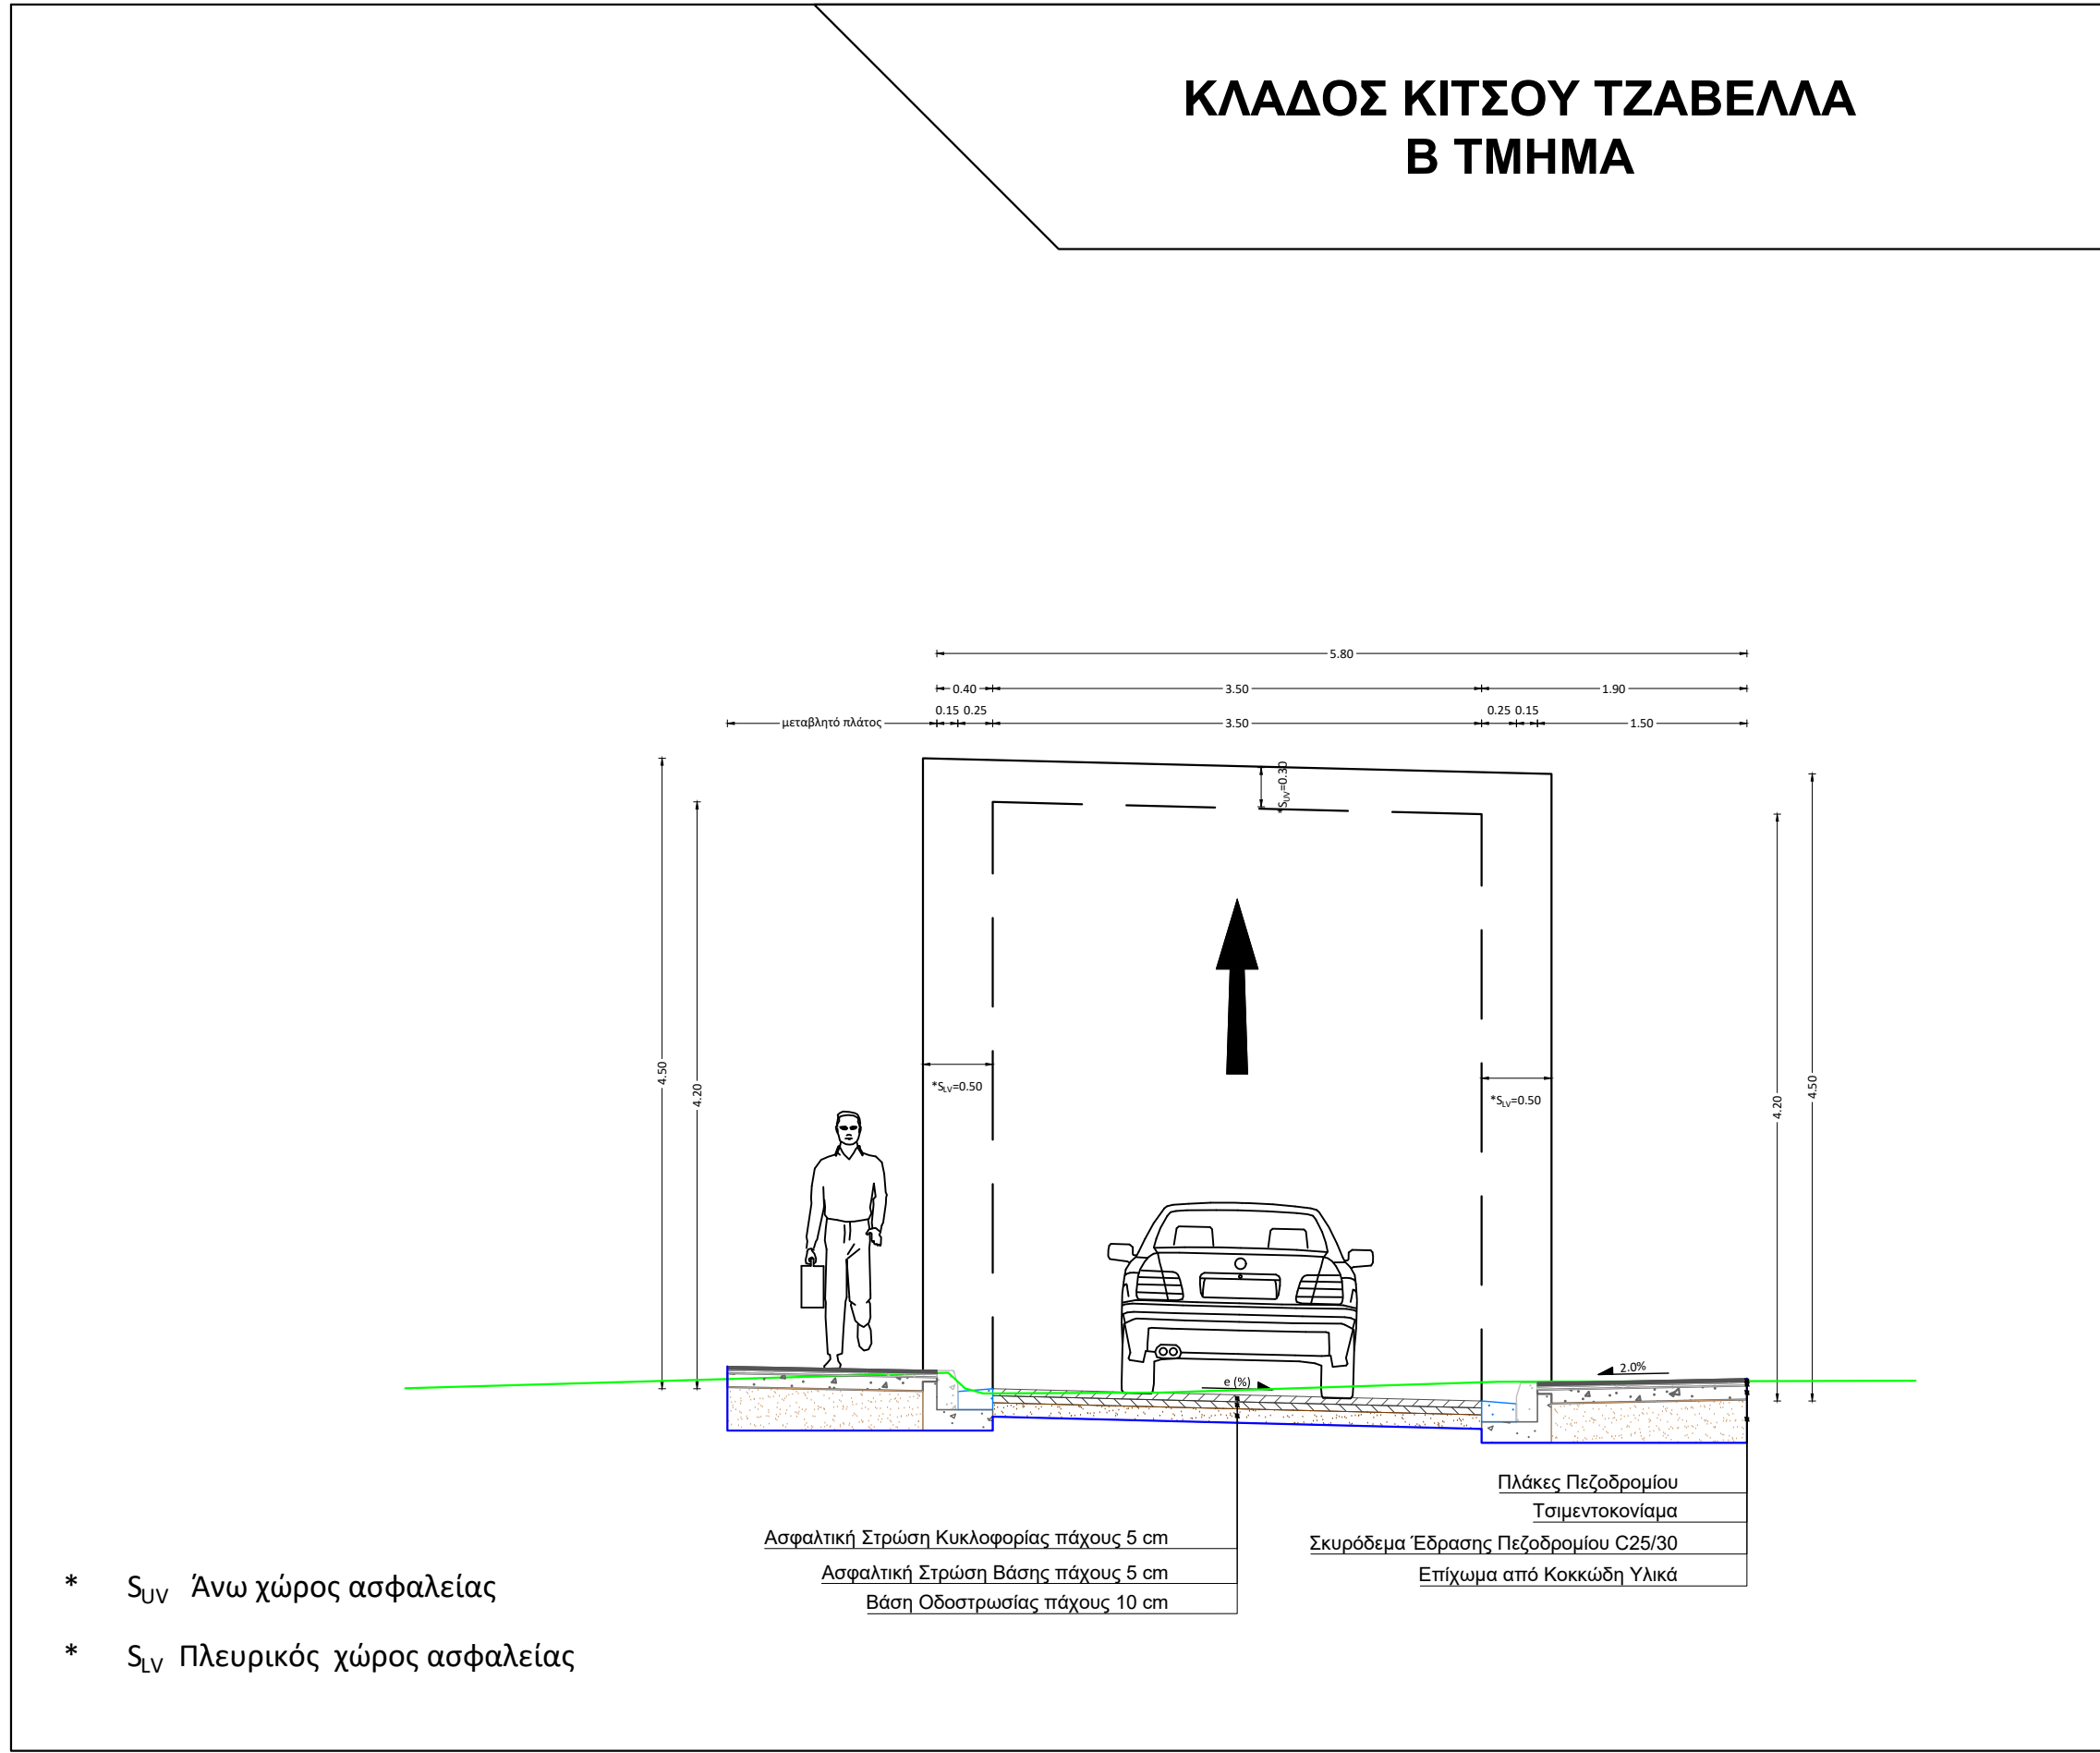 ΚΛΑΔΟΣ ΚΙΤΣΟΥ ΤΖΑΒΕΛΛΑ
Β ΤΜΗΜΑ
5.80
0.40 3.50 1.90
μεταβλητό πλάτος 0.15 0.25 3.50 0.25 0.15 1.50
*SUV=0.30
4.50
4.20
*SLV=0.50
*SLV=0.50
4.20
4.50
e (%)
2.0%
Πλάκες Πεζοδρομίου
Τσιμεντοκονίαμα
Σκυρόδεμα Έδρασης Πεζοδρομίου C25/30
Επίχωμα από Κοκκώδη Υλικά
Ασφαλτική Στρώση Κυκλοφορίας πάχους 5 cm
Ασφαλτική Στρώση Βάσης πάχους 5 cm
Βάση Οδοστρωσίας πάχους 10 cm
* SUV Άνω χώρος ασφαλείας
* SLV Πλευρικός χώρος ασφαλείας